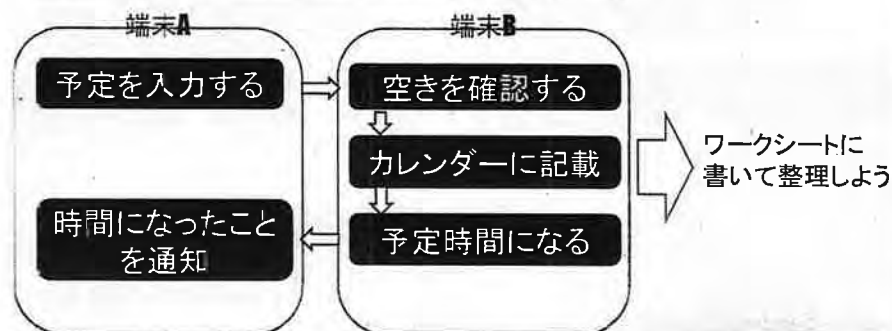 端末A
端末B
予定を入力する
空きを確認する
カレンダーに記載
時間になったこと
を通知
予定時間になる
ワークシートに
書いて整理しよう